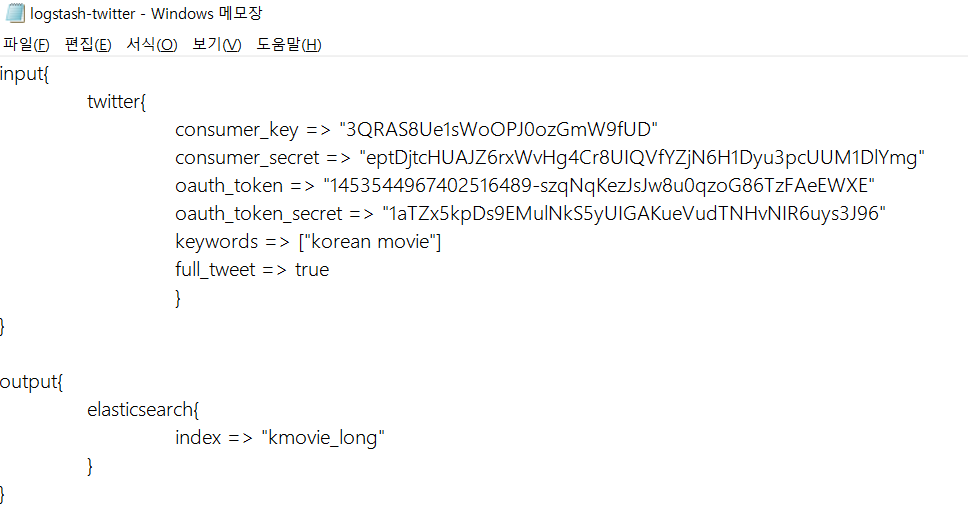 logstash-twitter - Windows 메모장
파일(F) 편집(E) 서식(O) 보기(V) 도움말(H)
input{
twitter{
consumer_key => "3QRAS8Ue1sWoOPJ0ozGmW9fUD"
consumer_secret => "eptDjtcHUAJZ6rxWvHg4Cr8UIQVfYZjN6H1Dyu3pcUUM1DlYmg"
oauth_token => "1453544967402516489-szqNqKezJsJw8u0qzoG86TzFAeEWXE"
oauth_token_secret => "1aTZx5kpDs9EMulNkS5yUIGAKueVudTNHvNIR6uys3J96"
keywords => ["korean movie"]
full_tweet => true
}
}
output{
elasticsearch{
index => "kmovie_long"
}
}